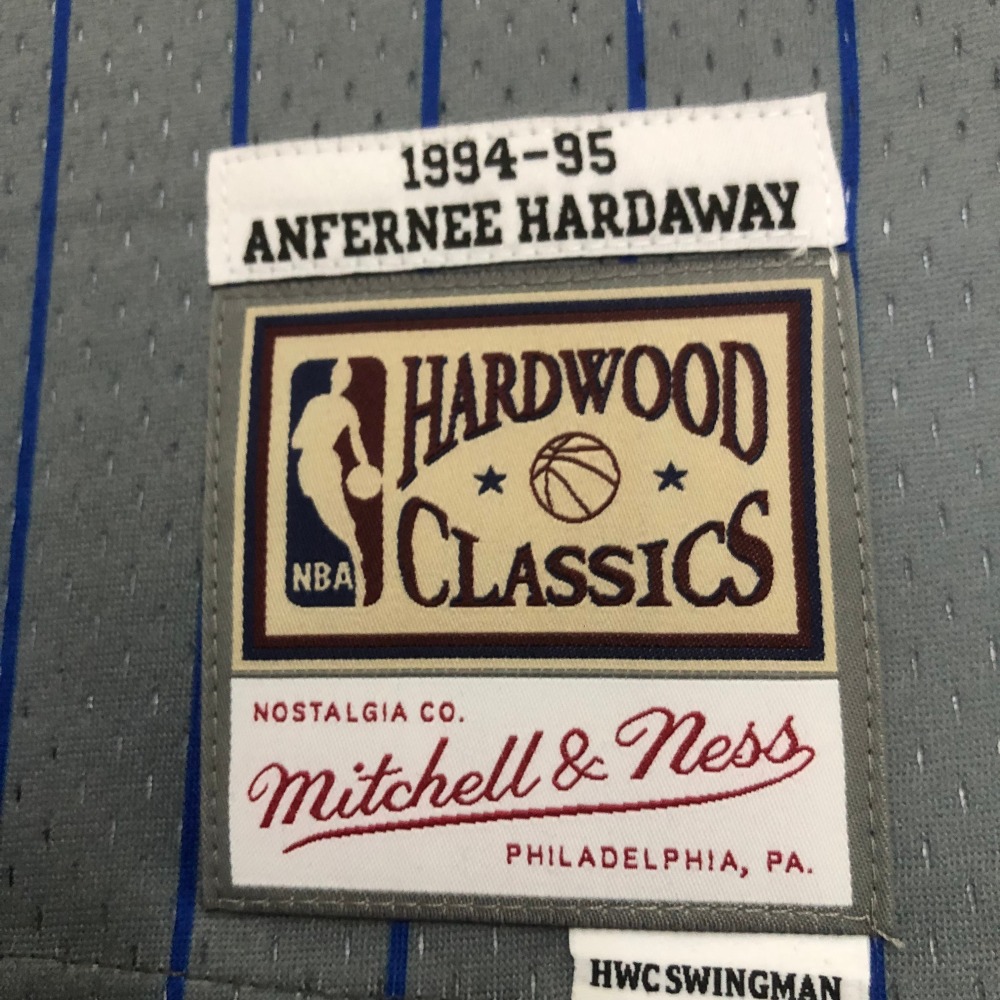 1994-95
ANFERNEE HARDAWAY
HARDWOOD
CLASSICS
NBA
NOSTALGIA CO.
Mitchell & Ness
PHILADELPHIA, PA.
HWC SWINGMAN